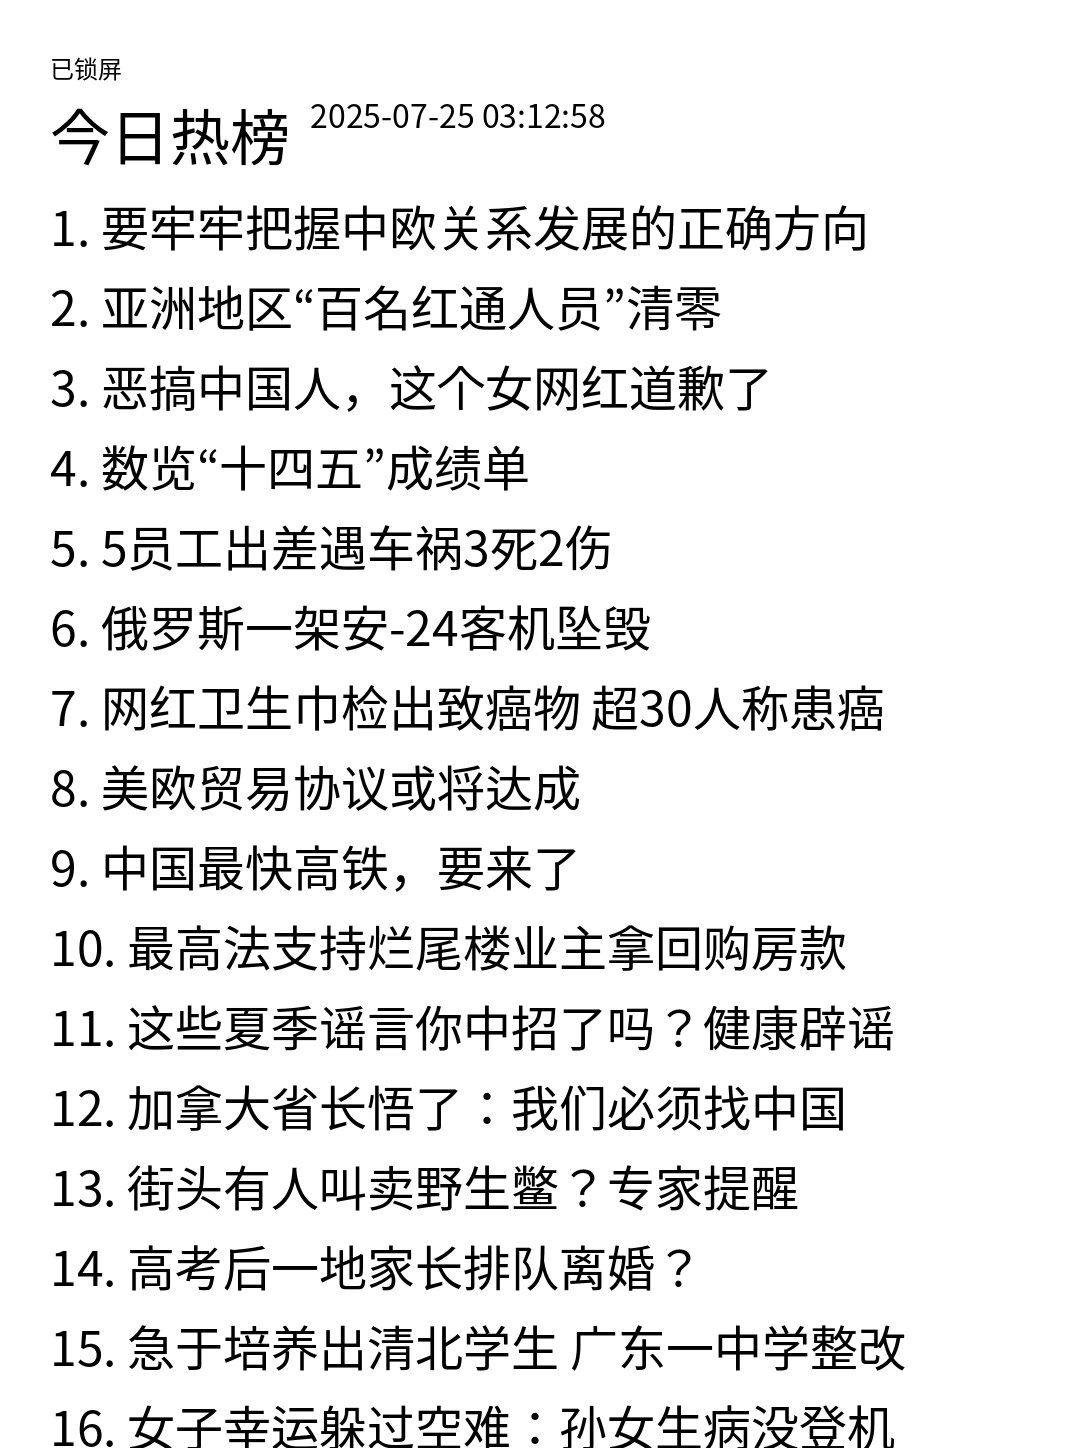 已锁屏
今日热榜 2025-07-25 03:12:58
1. 要牢牢把握中欧关系发展的正确方向
2. 亚洲地区“百名红通人员”清零
3. 恶搞中国人，这个女网红道歉了
4. 数览“十四五”成绩单
5. 5员工出差遇车祸3死2伤
6. 俄罗斯一架安-24客机坠毁
7. 网红卫生巾检出致癌物 超30人称患癌
8. 美欧贸易协议或将达成
9. 中国最快高铁，要来了
10. 最高法支持烂尾楼业主拿回购房款
11. 这些夏季谣言你中招了吗？健康辟谣
12. 加拿大省长悟了：我们必须找中国
13. 街头有人叫卖野生鳖？专家提醒
14. 高考后一地家长排队离婚？
15. 急于培养出清北学生 广东一中学整改
16. 女子幸运躲过空难：孙女生病没登机